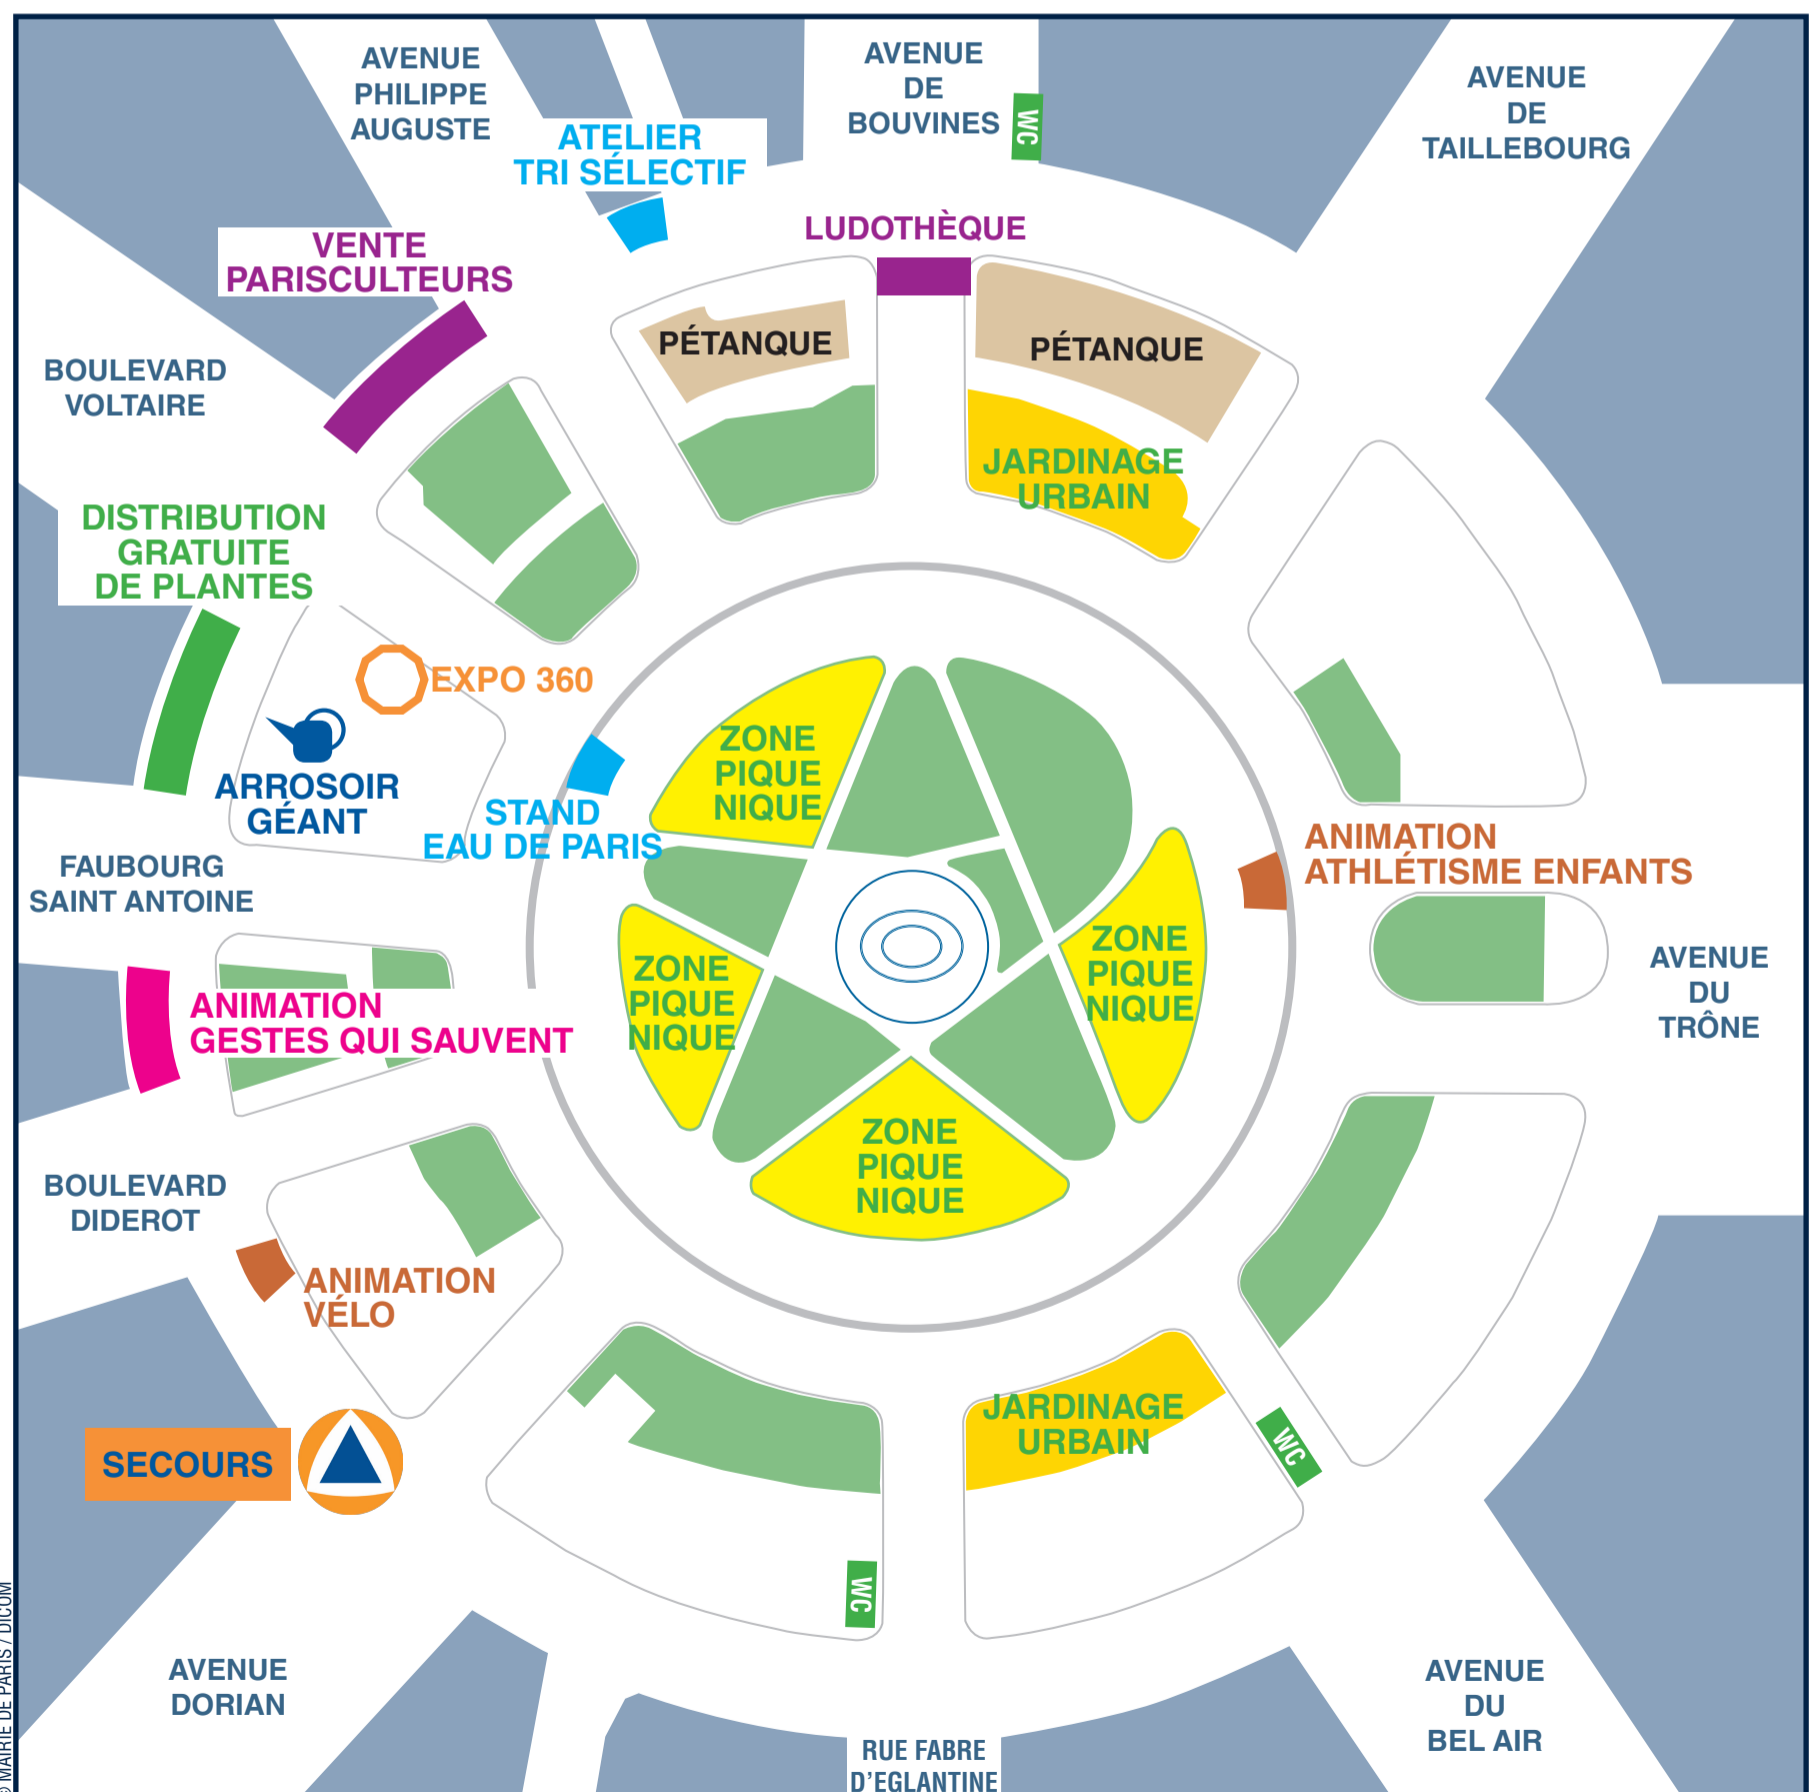 AVENUE
PHILIPPE
AUGUSTE
AVENUE
DE
BOUVINES
WC
AVENUE
DE
TAILLEBOURG
ATELIER
TRI SÉLECTIF
LUDOTHÈQUE
VENTE
PARISCULTEURS
PÉTANQUE
PÉTANQUE
BOULEVARD
VOLTAIRE
JARDINAGE
URBAIN
DISTRIBUTION
GRATUITE
DE PLANTES
EXPO 360
ARROSOIR
GÉANT
STAND
EAU DE PARIS
ZONE
PIQUE
NIQUE
ANIMATION
ATHLÉTISME ENFANTS
FAUBOURG
SAINT ANTOINE
ZONE
PIQUE
NIQUE
ZONE
PIQUE
NIQUE
AVENUE
DU
TRÔNE
ANIMATION
GESTES QUI SAUVENT
ZONE
PIQUE
NIQUE
BOULEVARD
DIDEROT
ANIMATION
VÉLO
JARDINAGE
URBAIN
WC
SECOURS
WC
AVENUE
DORIAN
AVENUE
DU
BEL AIR
RUE FABRE
D'EGLANTINE
© MAIRIE DE PARIS / DICOM